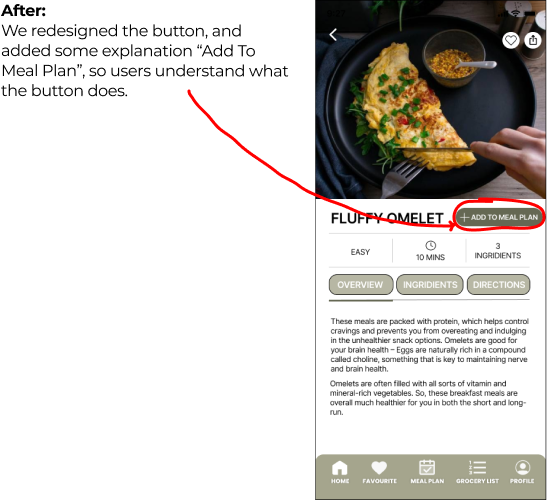 After:
We redesigned the button, and
added some explanation “Add To
Meal Plan”, so users understand what
the button does.
FLUFFY OMELET
ADD TO MEAL PLAN
EASY
10 MINS
3
INGRIDIENTS
OVERVIEW
INGRIDIENTS
DIRECTIONS
These meals are packed with protein, which helps control
cravings and prevents you from overeating and indulging
in the unhealthier snack options. Omelets are good for
your brain health – Eggs are naturally rich in a compound
called choline, something that is key to maintaining nerve
and brain health.
Omelets are often filled with all sorts of vitamin and
mineral-rich vegetables. So, these breakfast meals are
overall much healthier for you in both the short and long-
run.
HOME
FAVOURITE
MEAL PLAN
GROCERY LIST
PROFILE